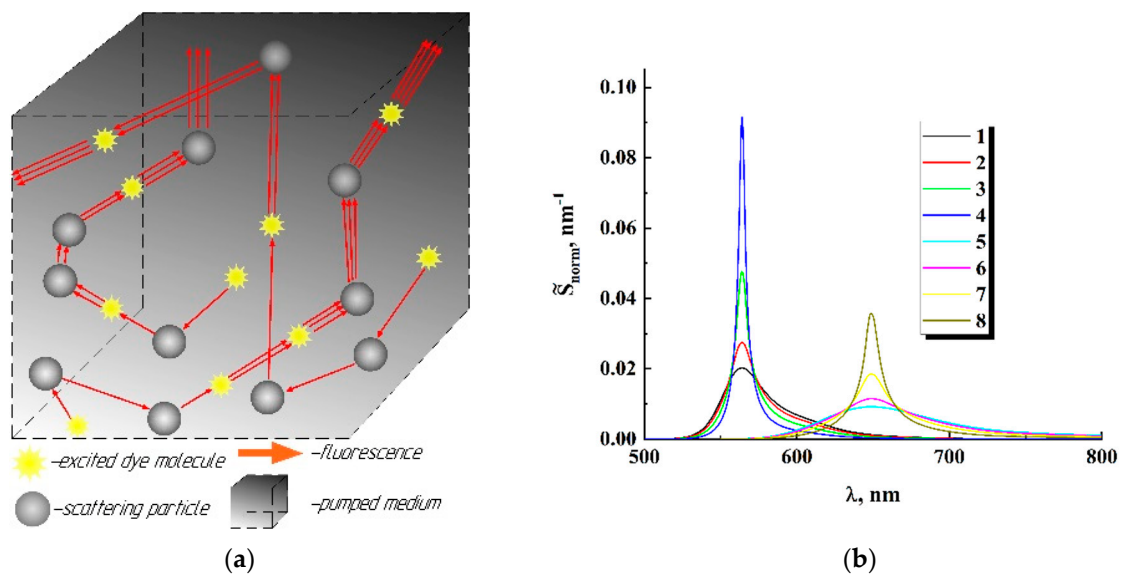 –excited dye molecule
–fluorescence
–scattering particle
–pumped medium
(a)
S̃norm, nm-1
0.10
0.08
0.06
0.04
0.02
0.00
1
2
3
4
5
6
7
8
500
600
700
800
λ, nm
(b)